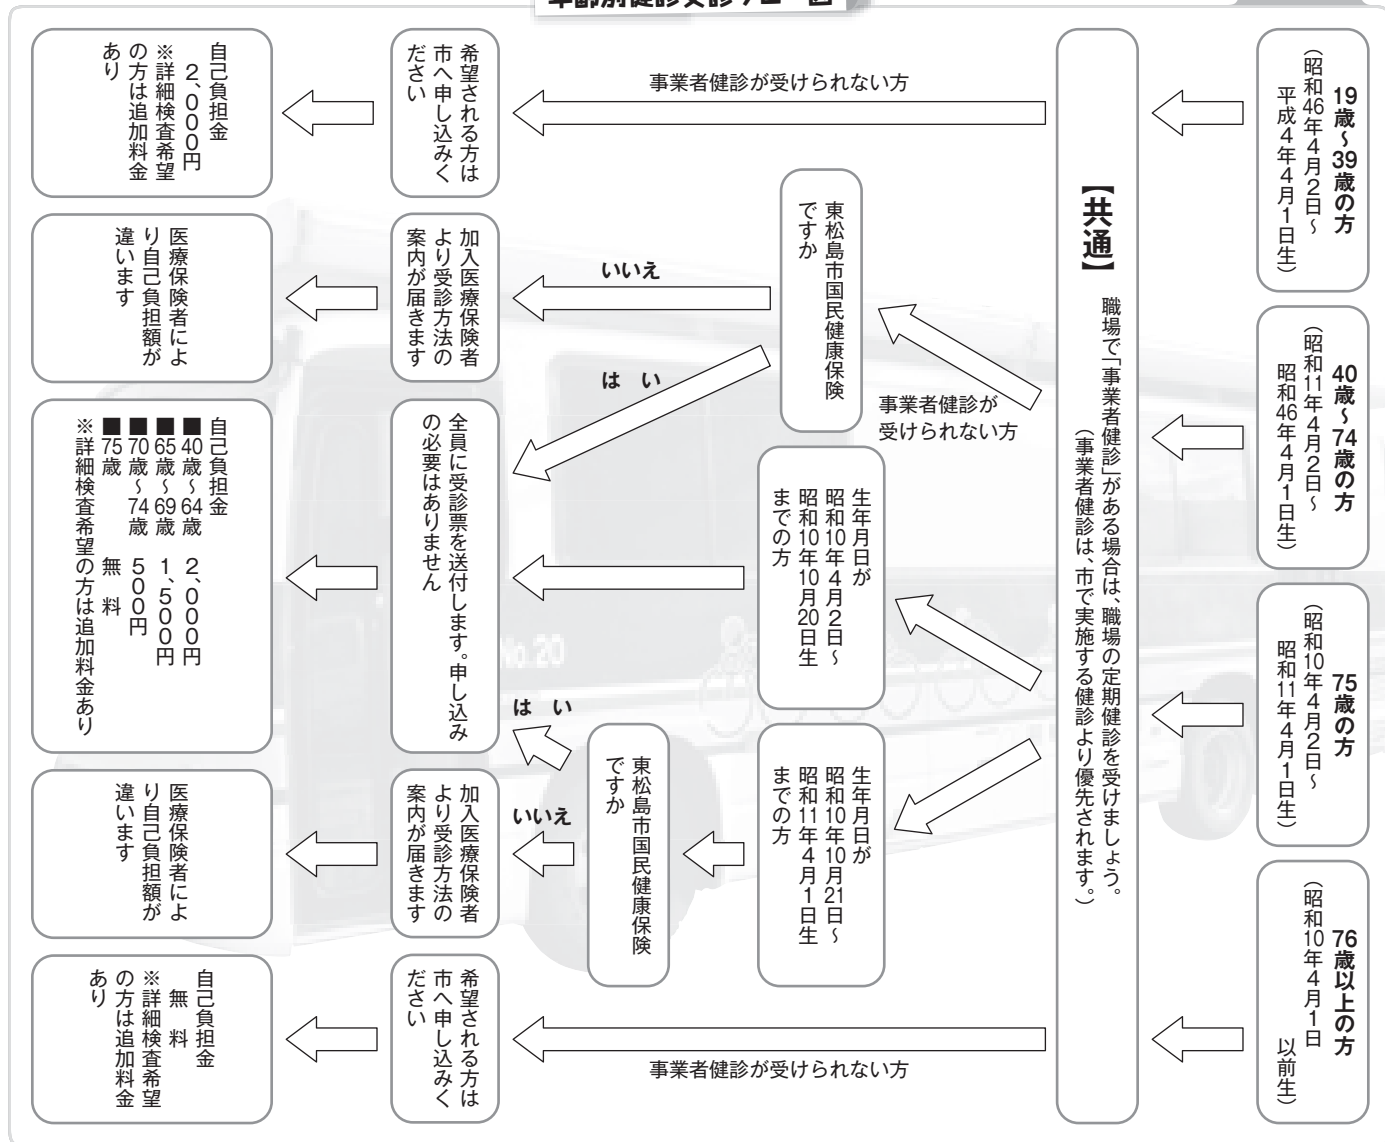 年齢別健診受診フロー図
19歳～39歳の方
（昭和46年4月2日～
平成4年4月1日生）
40歳～74歳の方
（昭和11年4月2日～
昭和46年4月1日生）
75歳の方
（昭和10年4月2日～
昭和11年4月1日生）
76歳以上の方
（昭和10年4月1日
以前生）
【共通】
職場で「事業者健診」がある場合は、職場の定期健診を受けましょう。
（事業者健診は、市で実施する健診より優先されます。）
事業者健診が受けられない方
事業者健診が
受けられない方
東松島市国民健康保険
ですか
生年月日が
昭和10年4月2日～
昭和10年10月20日生
までの方
生年月日が
昭和10年10月21日～
昭和11年4月1日生
までの方
事業者健診が受けられない方
いいえ
はい
東松島市国民健康保険
ですか
はい
いいえ
No.20
希望される方は
市へ申し込みく
ださい
加入医療保険者
より受診方法の
案内が届きます
全員に受診票を送付します。申し込み
の必要はありません
加入医療保険者
より受診方法の
案内が届きます
希望される方は
市へ申し込みく
ださい
自己負担金
2,000円
※詳細検査希望
の方は追加料金
あり
医療保険者によ
り自己負担額が
違います
自己負担金
■40歳～64歳 2,000円
■65歳～69歳 1,500円
■70歳～74歳 500円
■75歳 無料
※詳細検査希望の方は追加料金あり
医療保険者によ
り自己負担額が
違います
自己負担金
無料
※詳細検査希望
の方は追加料金
あり